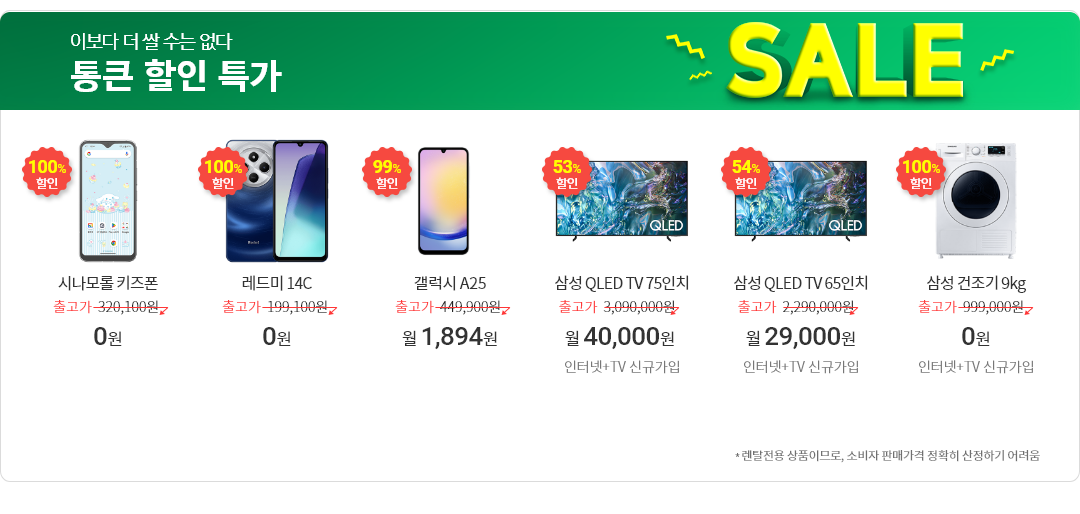 이보다 더 쌀 수는 없다
통큰 할인 특가
SALE
100%
할인
시나모롤 키즈폰
출고가 320,100원
0원
100%
할인
레드미 14C
출고가 199,100원
0원
99%
할인
갤럭시 A25
출고가 449,900원
월 1,894원
53%
할인
QLED
삼성 QLED TV 75인치
출고가 3,090,000원
월 40,000원
인터넷+TV 신규가입
54%
할인
QLED
삼성 QLED TV 65인치
출고가 2,290,000원
월 29,000원
인터넷+TV 신규가입
100%
할인
삼성 건조기 9kg
출고가 999,000원
0원
인터넷+TV 신규가입
* 렌탈전용 상품이므로, 소비자 판매가격 정확히 산정하기 어려움